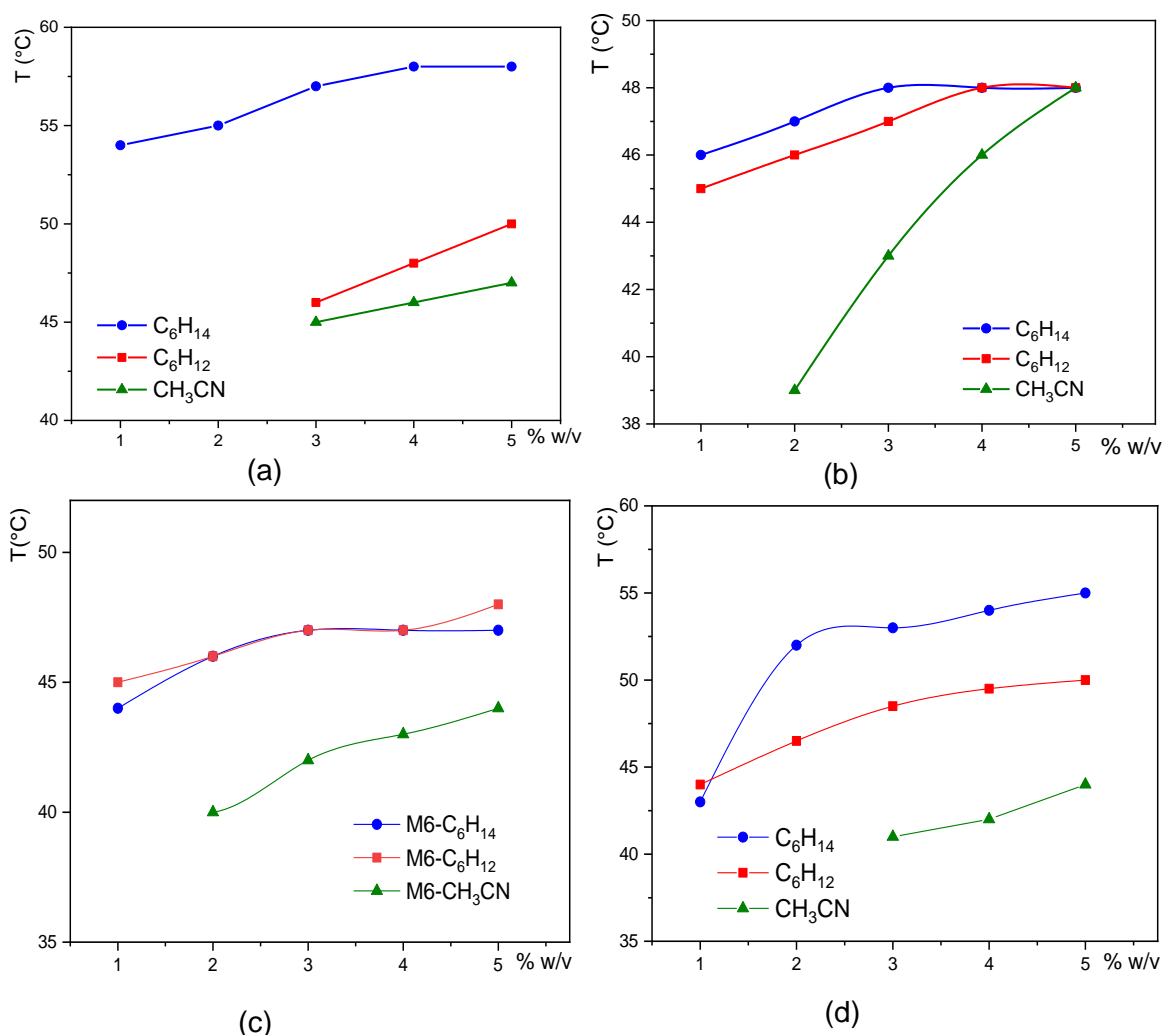 T (°C)
60
55
50
45
40
C₆H₁₄
C₆H₁₂
CH₃CN
1 2 3 4 5 % w/v
(a)
T (°C)
50
48
46
44
42
40
38
C₆H₁₄
C₆H₁₂
CH₃CN
1 2 3 4 5 % w/v
(b)
T(°C)
50
45
40
35
M6-C₆H₁₄
M6-C₆H₁₂
M6-CH₃CN
1 2 3 4 5 % w/v
(c)
T (°C)
60
55
50
45
40
35
C₆H₁₄
C₆H₁₂
CH₃CN
1 2 3 4 5 % w/v
(d)